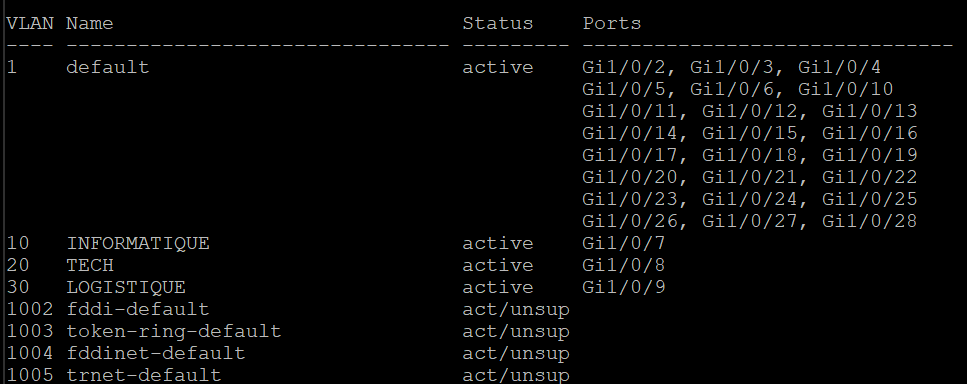 VLAN Name                             Status    Ports
---- -------------------------------- --------- -------------------------------
1    default                          active    Gi1/0/2, Gi1/0/3, Gi1/0/4
                                                Gi1/0/5, Gi1/0/6, Gi1/0/10
                                                Gi1/0/11, Gi1/0/12, Gi1/0/13
                                                Gi1/0/14, Gi1/0/15, Gi1/0/16
                                                Gi1/0/17, Gi1/0/18, Gi1/0/19
                                                Gi1/0/20, Gi1/0/21, Gi1/0/22
                                                Gi1/0/23, Gi1/0/24, Gi1/0/25
                                                Gi1/0/26, Gi1/0/27, Gi1/0/28
10   INFORMATIQUE                     active    Gi1/0/7
20   TECH                             active    Gi1/0/8
30   LOGISTIQUE                       active    Gi1/0/9
1002 fddi-default                     act/unsup
1003 token-ring-default               act/unsup
1004 fddinet-default                  act/unsup
1005 trnet-default                    act/unsup